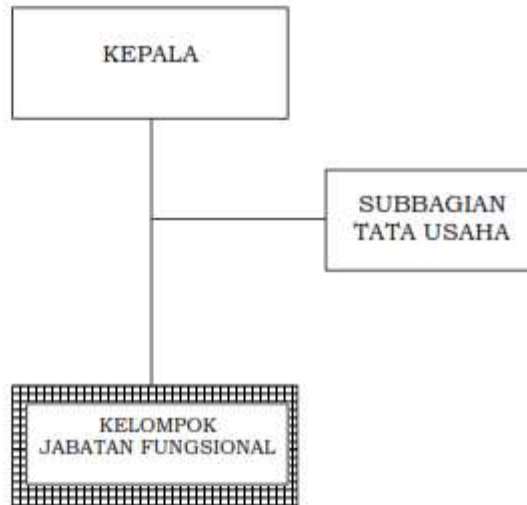 KEPALA
SUBBAGIAN
TATA USAHA
KELOMPOK
JABATAN FUNGSIONAL